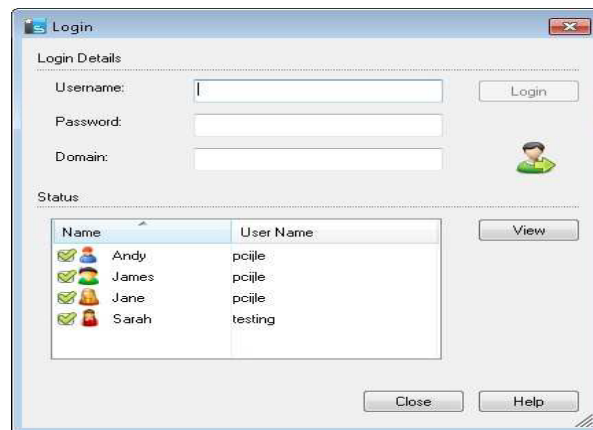 Login
Login Details
Username:
Login
Password:
Domain:
Status
Name User Name
View
Andy pcijle
James pcijle
Jane pcijle
Sarah testing
Close Help